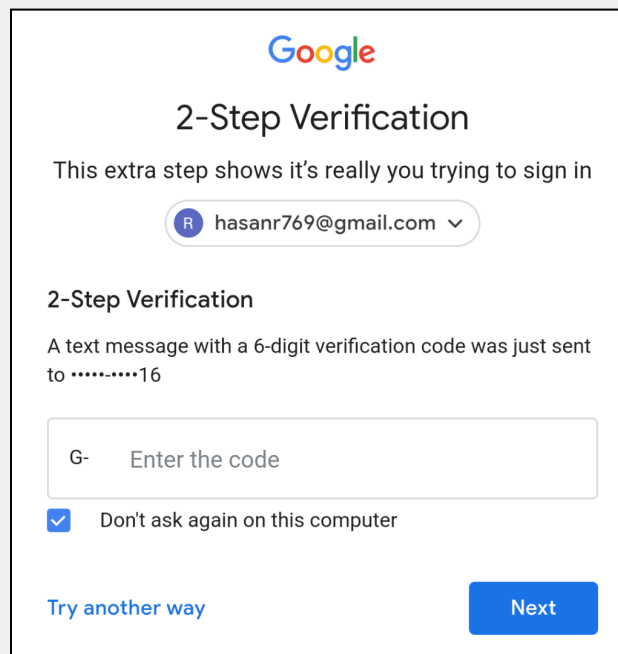 Google
2-Step Verification
This extra step shows it’s really you trying to sign in
R hasanr769@gmail.com
2-Step Verification
A text message with a 6-digit verification code was just sent
to •••••-••••16
G- Enter the code
Don't ask again on this computer
Try another way Next